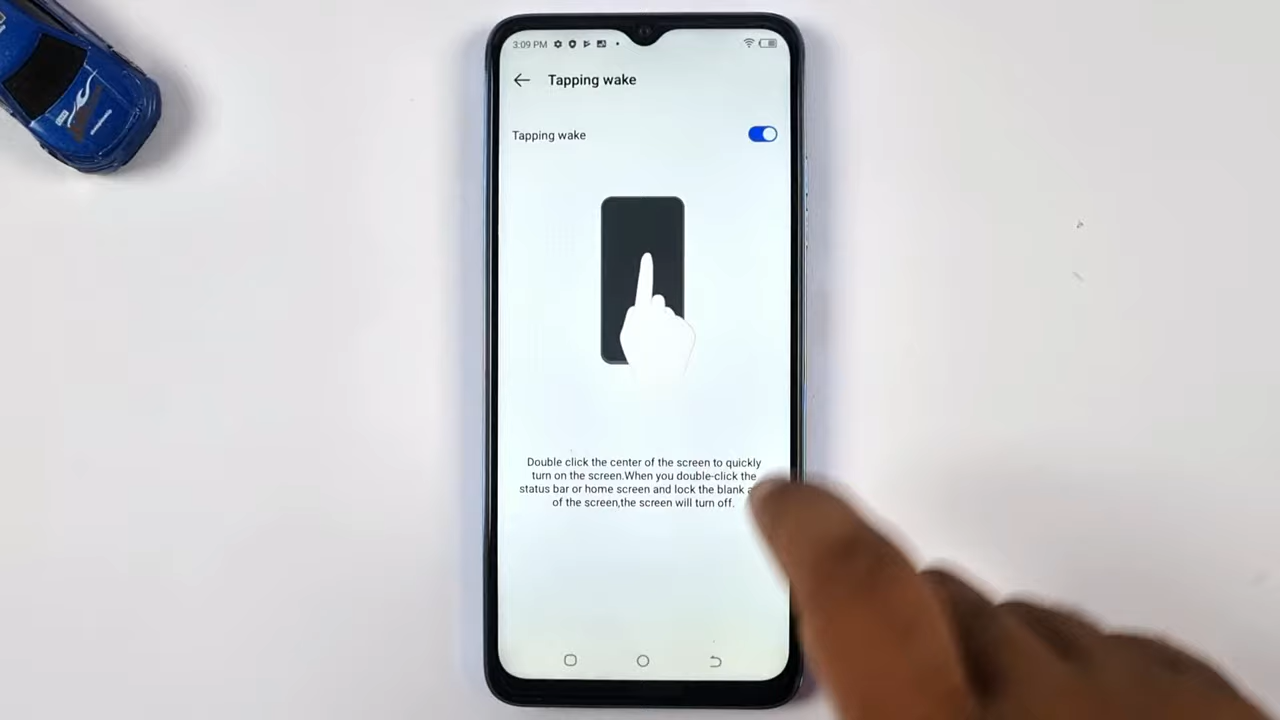 3:09 PM
Tapping wake
Tapping wake
Double click the center of the screen to quickly
turn on the screen.When you double-click the
status bar or home screen and lock the blank
of the screen,the screen will turn off.